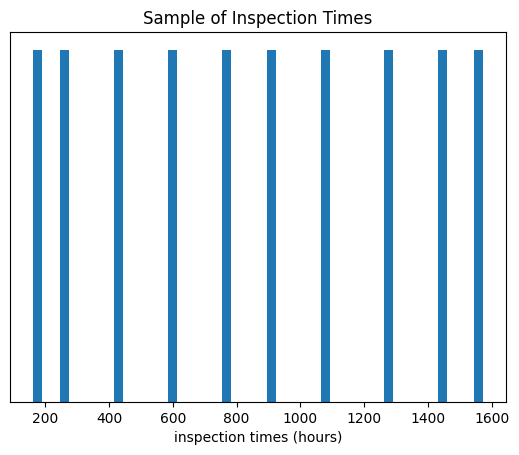 Sample of Inspection Times
200 400 600 800 1000 1200 1400 1600
inspection times (hours)